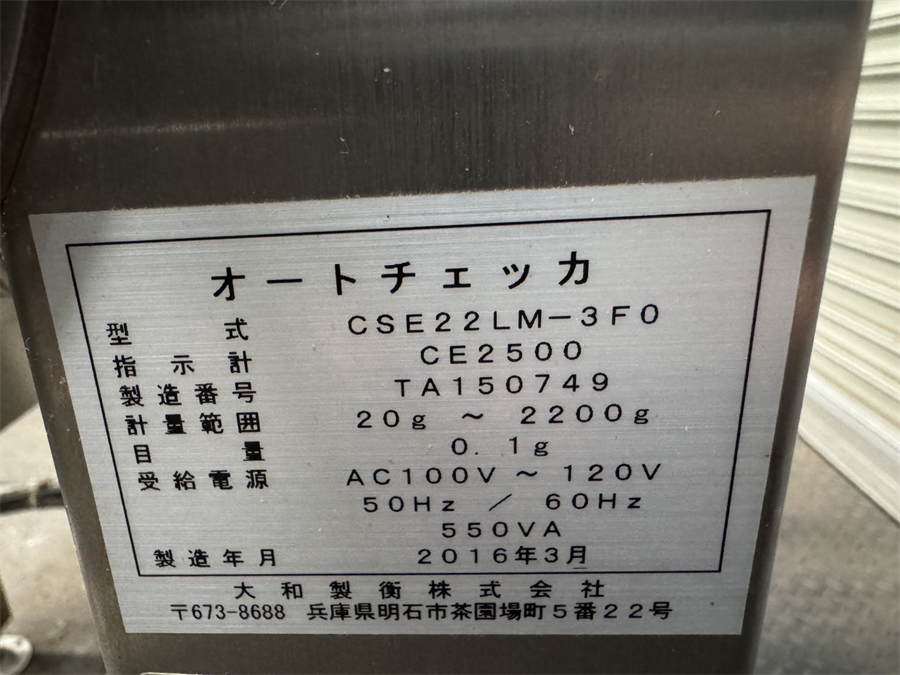 オートチェッカ
型式 CSE22LM-3F0
指示計 CE2500
製造番号 TA150749
計量範囲 20g ~ 2200g
目量 0.1g
受給電源 AC100V ~ 120V
50Hz / 60Hz
550VA
製造年月 2016年3月
大和製衡株式会社
〒673-8688 兵庫県明石市茶園場町5番22号